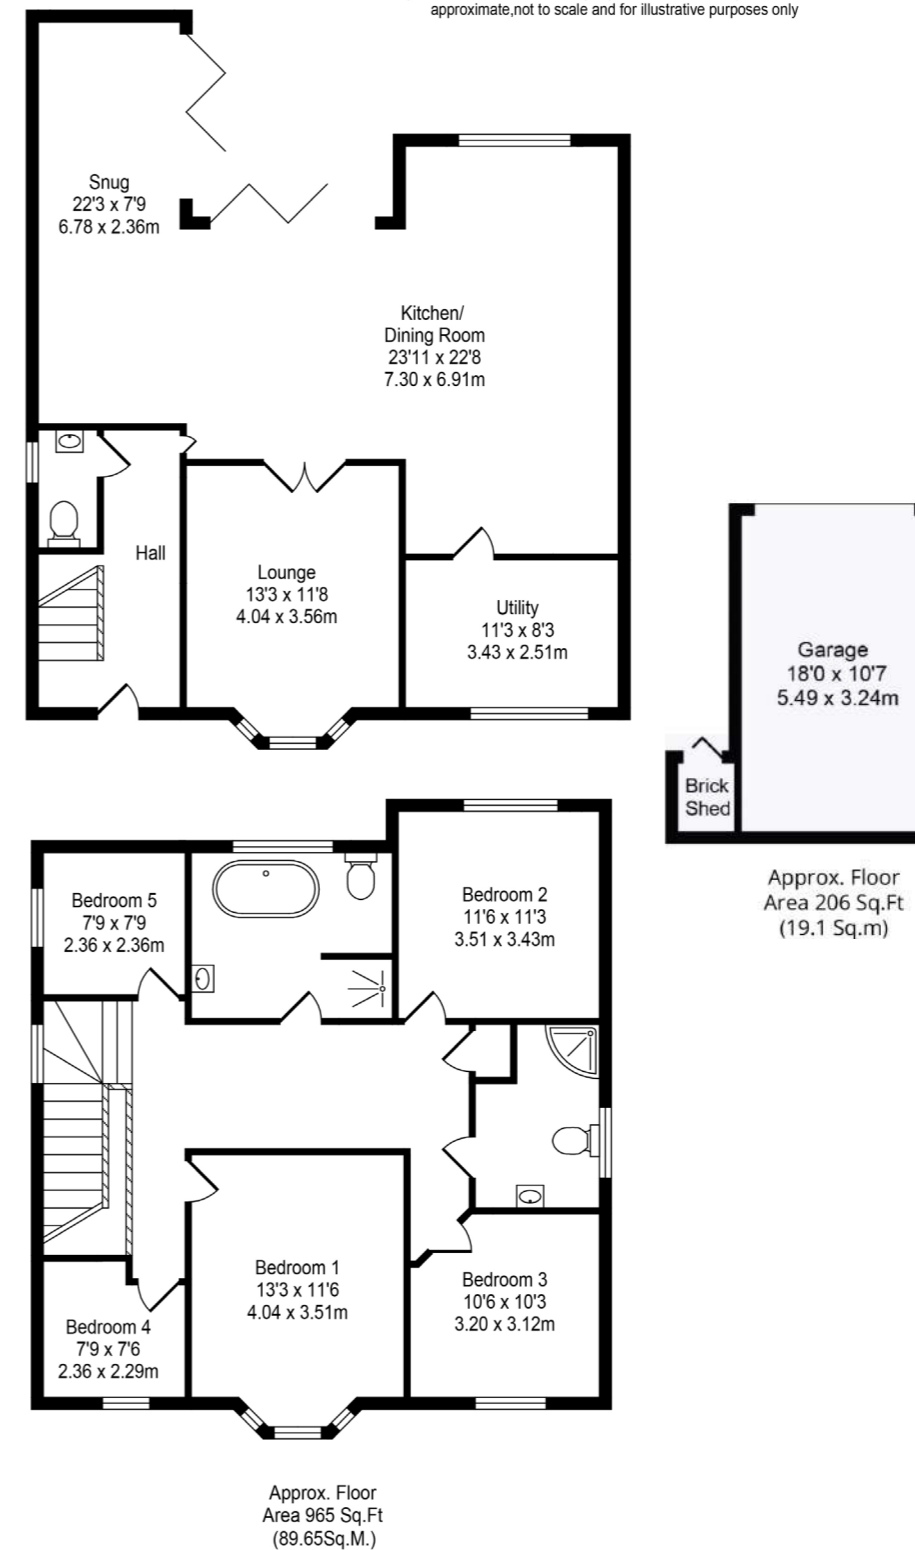 approximate,not to scale and for illustrative purposes only
Snug
22'3 x 7'9
6.78 x 2.36m
Kitchen/
Dining Room
23'11 x 22'8
7.30 x 6.91m
Hall
Lounge
13'3 x 11'8
4.04 x 3.56m
Utility
11'3 x 8'3
3.43 x 2.51m
Garage
18'0 x 10'7
5.49 x 3.24m
Brick
Shed
Approx. Floor
Area 206 Sq.Ft
(19.1 Sq.m)
Bedroom 5
7'9 x 7'9
2.36 x 2.36m
Bedroom 2
11'6 x 11'3
3.51 x 3.43m
Bedroom 1
13'3 x 11'6
4.04 x 3.51m
Bedroom 3
10'6 x 10'3
3.20 x 3.12m
Bedroom 4
7'9 x 7'6
2.36 x 2.29m
Approx. Floor
Area 965 Sq.Ft
(89.65Sq.M.)